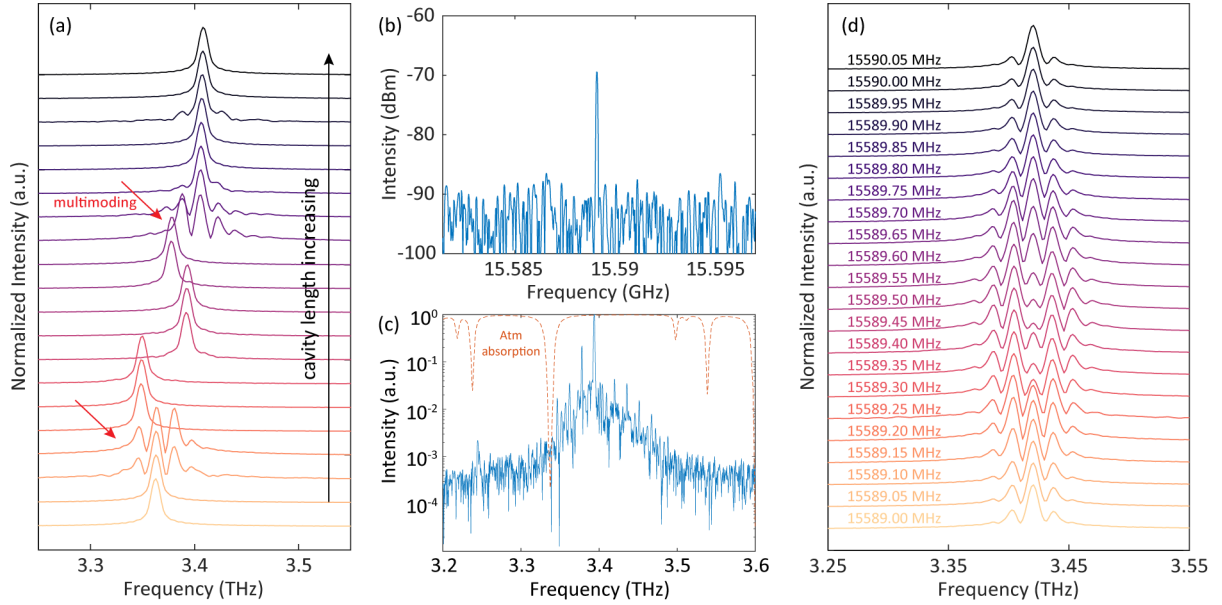 (a)
Normalized Intensity (a.u.)
multimoding
cavity length increasing
3.3
3.4
3.5
Frequency (THz)
(b)
Intensity (dBm)
-60
-70
-80
-90
-100
15.585
15.59
15.595
Frequency (GHz)
(c)
Atm
absorption
Intensity (a.u.)
10⁰
10⁻¹
10⁻²
10⁻³
10⁻⁴
3.2
3.3
3.4
3.5
3.6
Frequency (THz)
(d)
Normalized Intensity (a.u.)
15590.05 MHz
15590.00 MHz
15589.95 MHz
15589.90 MHz
15589.85 MHz
15589.80 MHz
15589.75 MHz
15589.70 MHz
15589.65 MHz
15589.60 MHz
15589.55 MHz
15589.50 MHz
15589.45 MHz
15589.40 MHz
15589.35 MHz
15589.30 MHz
15589.25 MHz
15589.20 MHz
15589.15 MHz
15589.10 MHz
15589.05 MHz
15589.00 MHz
3.25
3.35
3.45
3.55
Frequency (THz)